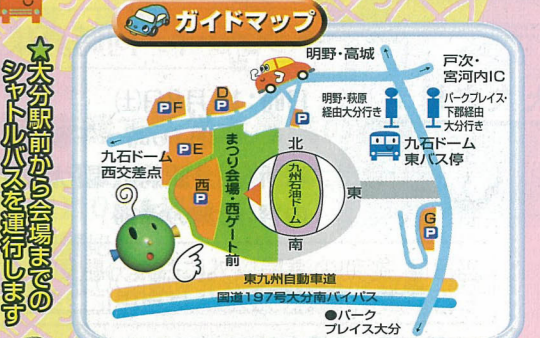 ガイドマップ
★大分駅前から会場までの
シャトルバスを運行します
明野・高城
戸次・
宮河内IC
明野・萩原
経由大分行き
パークプレイス・
下郡経由
大分行き
九石ドーム
東バス停
P F
D
P
P
P E
九石ドーム
西交差点
西
P
まつり会場・西ゲート前
北
九州石油ドーム
東
南
G
P
東九州自動車道
国道197号大分南バイパス
●パーク
プレイス大分